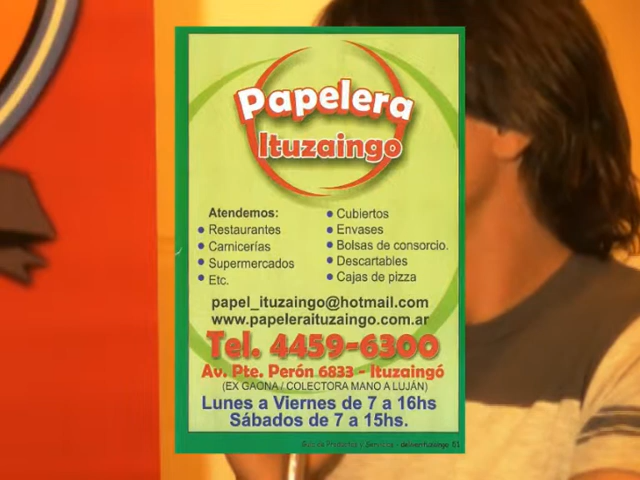 Papelera
Ituzaingo
Atendemos:
Restaurantes
Carnicerías
Supermercados
Etc.
Cubiertos
Envases
Bolsas de consorcio.
Descartables
Cajas de pizza
papel_ituzaingo@hotmail.com
www.papeleraituzaingo.com.ar
Tel. 4459-6300
Av. Pte. Perón 6833 - Ituzaingó
(EX GAONA / COLECTORA MANO A LUJÁN)
Lunes a Viernes de 7 a 16hs
Sábados de 7 a 15hs.